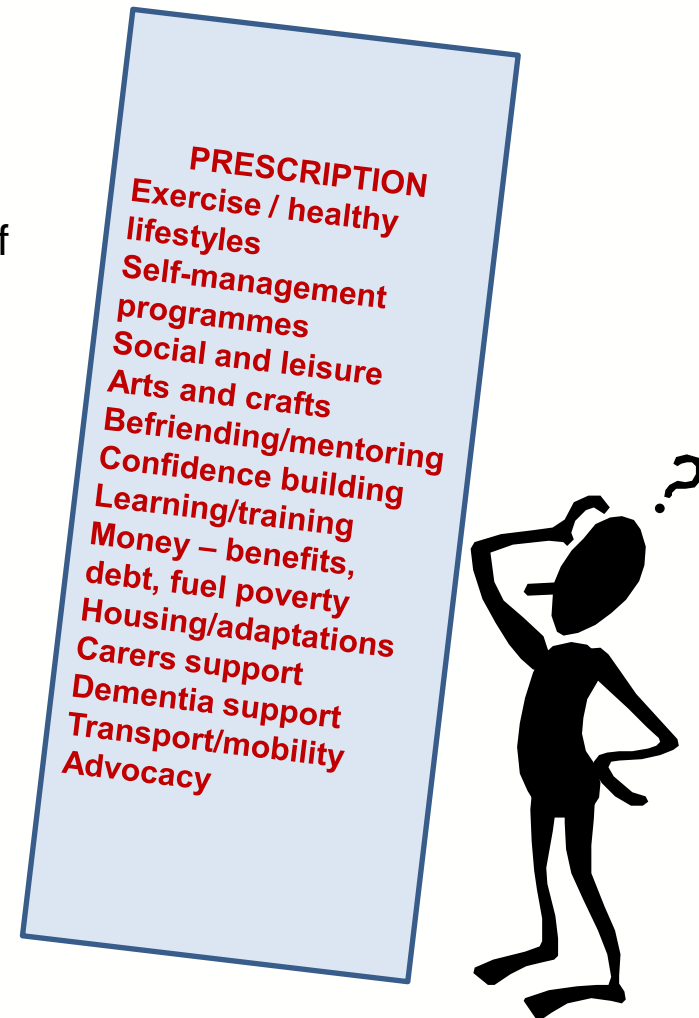 PRESCRIPTION
Exercise / healthy
lifestyles
Self-management
programmes
Social and leisure
Arts and crafts
Befriending/mentoring
Confidence building
Learning/training
Money – benefits,
debt, fuel poverty
Housing/adaptations
Carers support
Dementia support
Transport/mobility
Advocacy
f
?